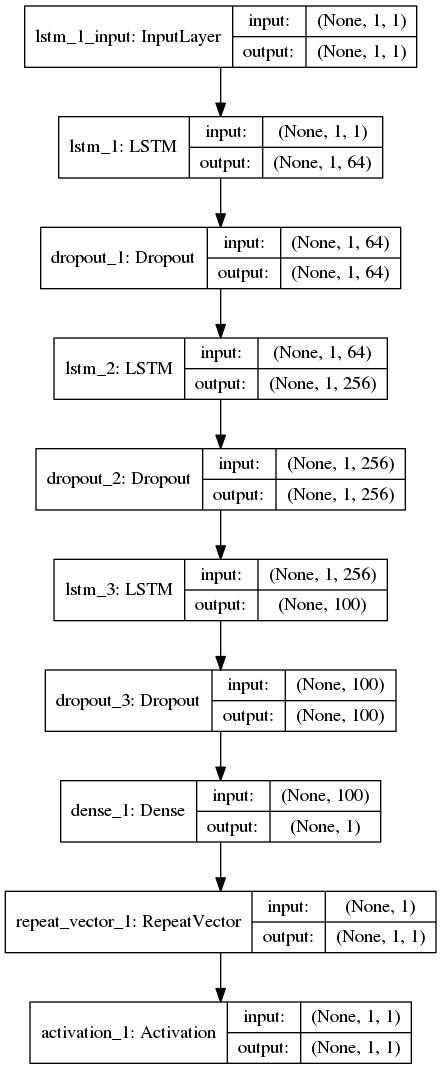 lstm_1_input: InputLayer
input: (None, 1, 1)
output: (None, 1, 1)
lstm_1: LSTM
input: (None, 1, 1)
output: (None, 1, 64)
dropout_1: Dropout
input: (None, 1, 64)
output: (None, 1, 64)
lstm_2: LSTM
input: (None, 1, 64)
output: (None, 1, 256)
dropout_2: Dropout
input: (None, 1, 256)
output: (None, 1, 256)
lstm_3: LSTM
input: (None, 1, 256)
output: (None, 100)
dropout_3: Dropout
input: (None, 100)
output: (None, 100)
dense_1: Dense
input: (None, 100)
output: (None, 1)
repeat_vector_1: RepeatVector
input: (None, 1)
output: (None, 1, 1)
activation_1: Activation
input: (None, 1, 1)
output: (None, 1, 1)